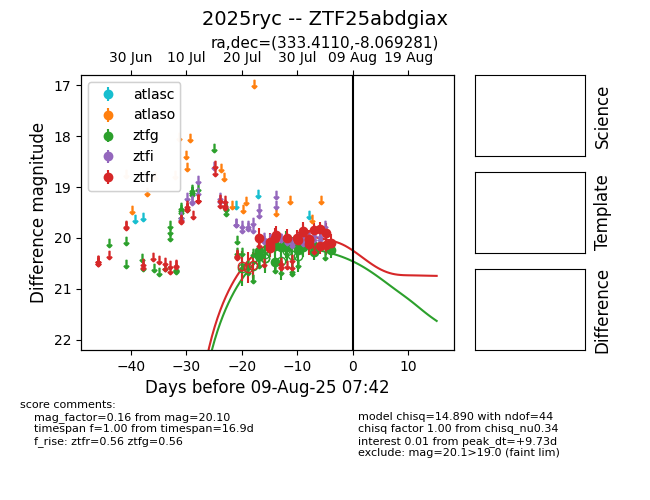 2025ryc -- ZTF25abdgiax
ra,dec=(333.4110,-8.069281)
30 Jun 10 Jul 20 Jul 30 Jul 09 Aug 19 Aug
17
18
19
20
21
22
Difference magnitude
atlasc
atlaso
ztfg
ztfi
ztfr
−40 −30 −20 −10 0 10
Days before 09-Aug-25 07:42
Science
Template
Difference
score comments:
mag_factor=0.16 from mag=20.10
timespan f=1.00 from timespan=16.9d
f_rise: ztfr=0.56 ztfg=0.56
model chisq=14.890 with ndof=44
chisq factor 1.00 from chisq_nu0.34
interest 0.01 from peak_dt=+9.73d
exclude: mag=20.1>19.0 (faint lim)